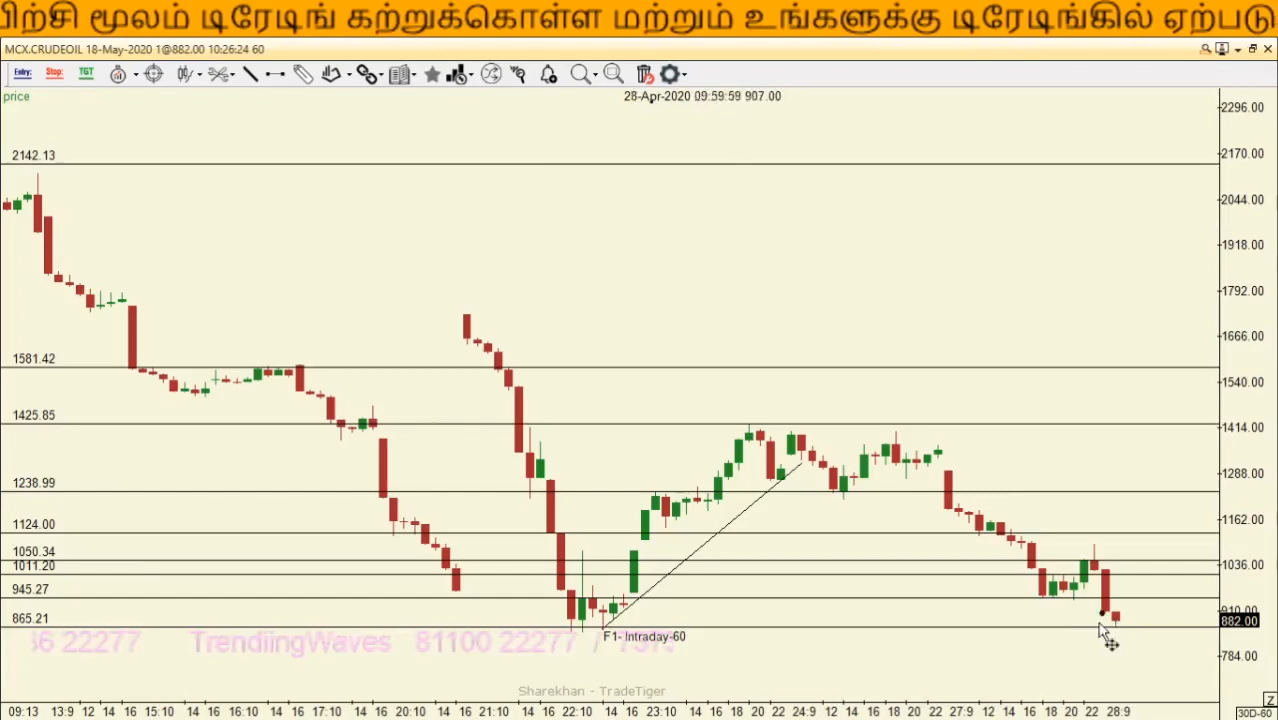 பிற்சி மூலம் டிரேடிங் கற்றுக்கொள்ள மற்றும் உங்களுக்கு டிரேடிங்கில் ஏற்படு
MCX.CRUDEOIL 18-May-2020 1@882.00 10:26:24 60
Entry: Stop: TGT
price
28-Apr-2020 09:59:59 907.00
2296.00
2142.13
2170.00
2044.00
1918.00
1792.00
1666.00
1581.42
1540.00
1425.85
1414.00
1288.00
1238.99
1162.00
1124.00
1050.34
1036.00
1011.20
945.27
910.00
865.21
882.00
F1- Intraday-60
22277 TrendiingWaves 81100 22277 /
784.00
Sharekhan - TradeTiger
09:13 13:9 12 14 16 15:10 14 16 16:10 14 16 17:10 14 16 20:10 14 16 21:10 14 16 22:10 14 16 23:10 14 16 18 20 22 24:9 14 16 18 20 22 27:9 12 14 16 18 20 22 28:9
Z
30D-60